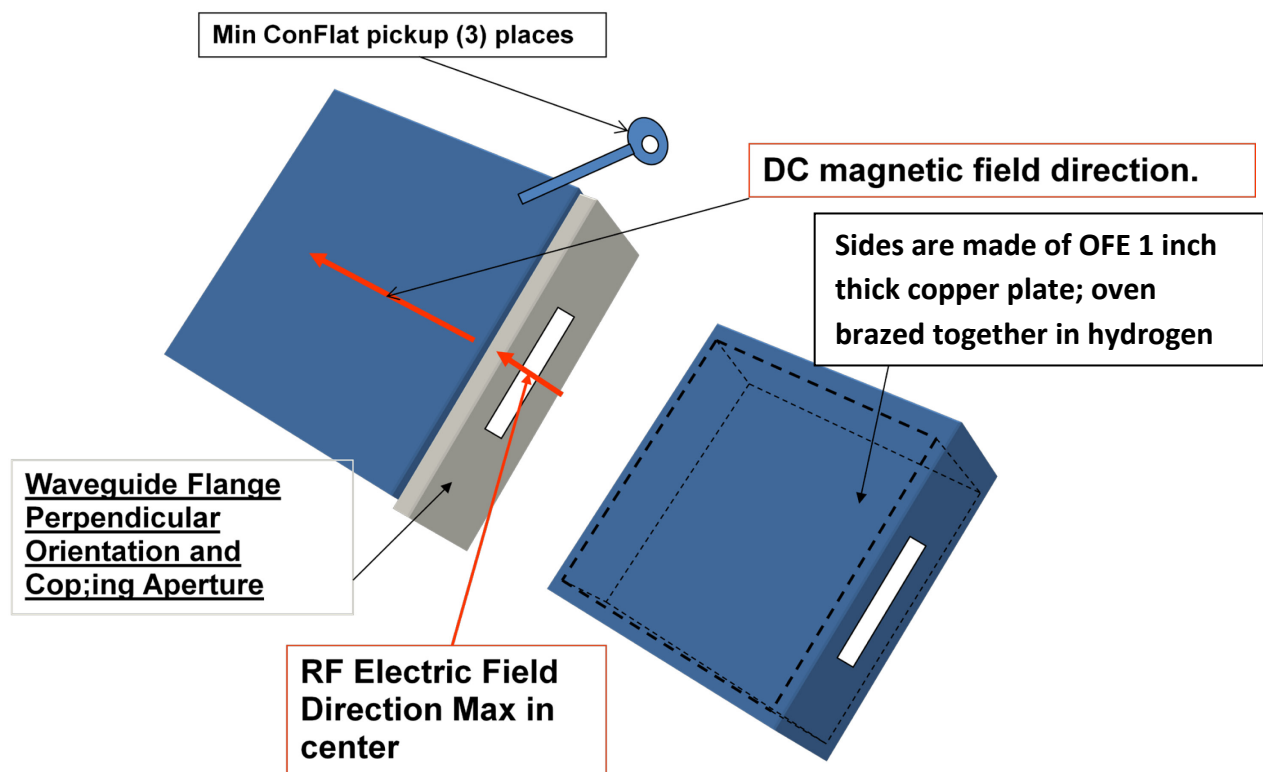 Min ConFlat pickup (3) places
DC magnetic field direction.
Sides are made of OFE 1 inch
thick copper plate; oven
brazed together in hydrogen
Waveguide Flange
Perpendicular
Orientation and
Cop;ing Aperture
RF Electric Field
Direction Max in
center